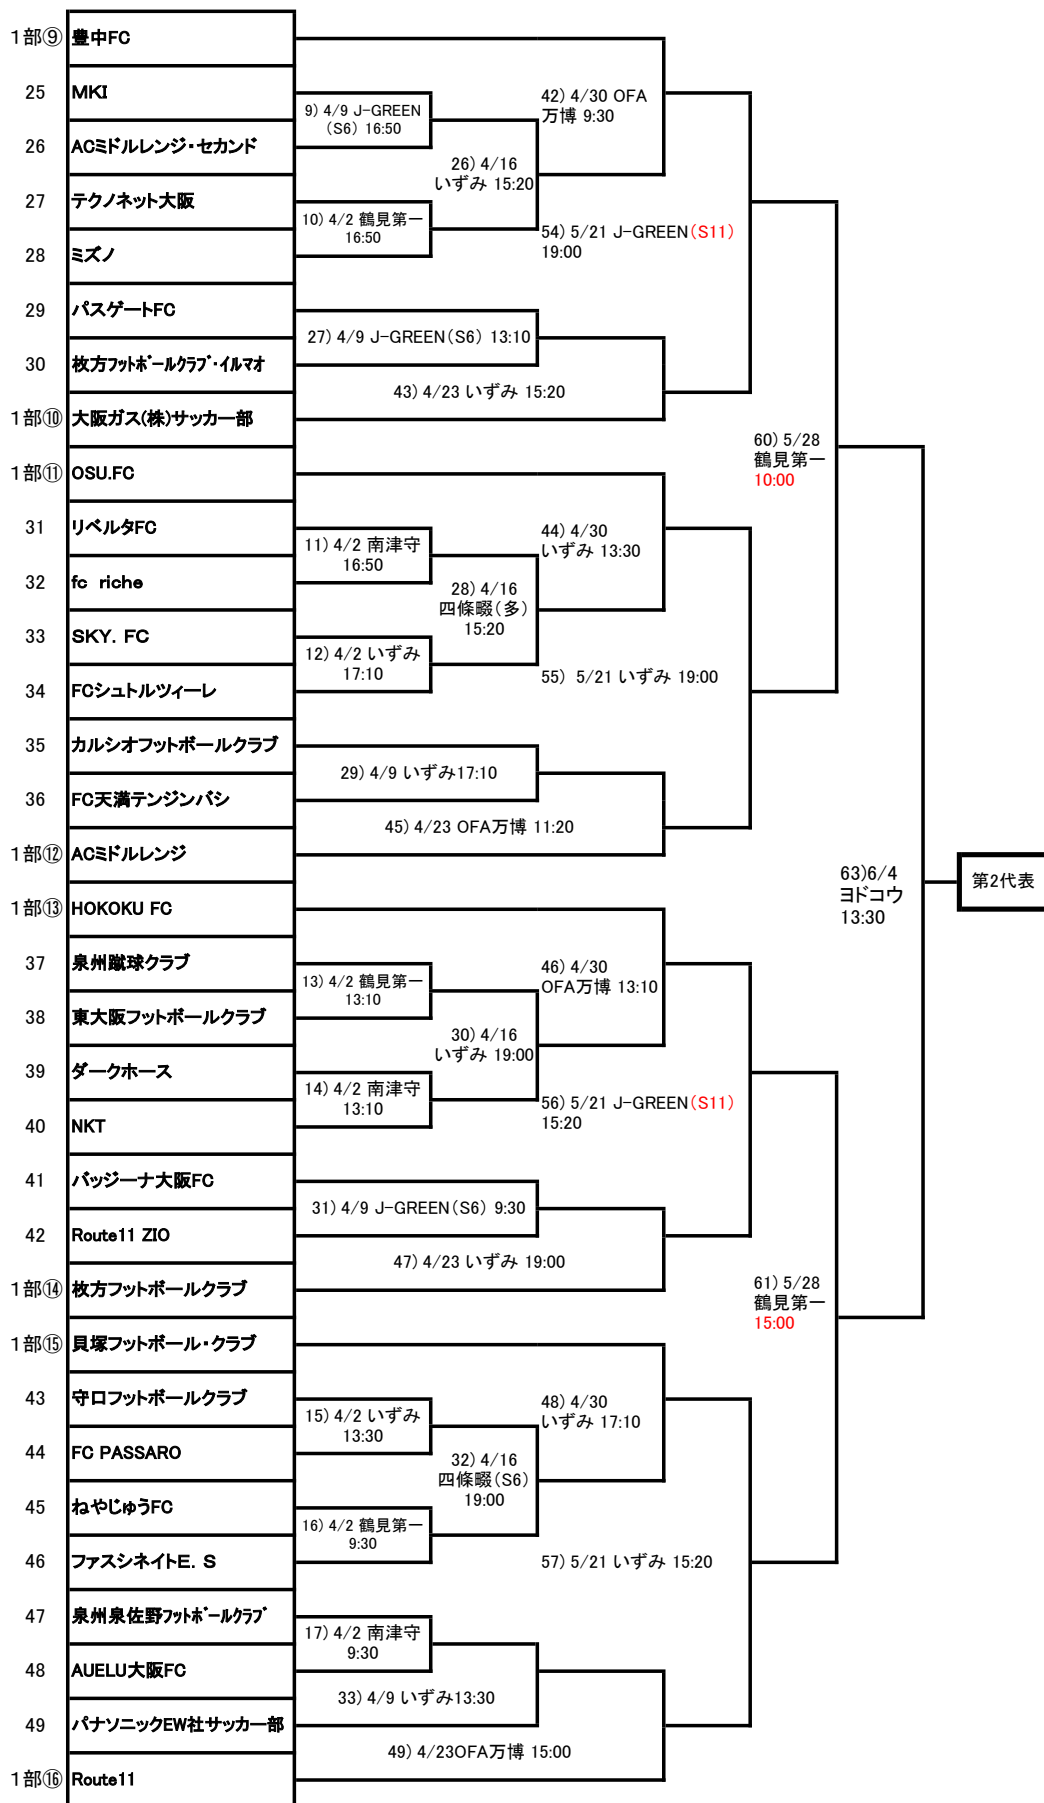 1部⑨ 豊中FC
25 MKI
9) 4/9 J-GREEN
(S6) 16:50
42) 4/30 OFA
万博 9:30
26 ACミドルレンジ・セカンド
26) 4/16
いずみ 15:20
27 テクノネット大阪
10) 4/2 鶴見第一
16:50
54) 5/21 J-GREEN(S11)
19:00
28 ミズノ
29 パスゲートFC
27) 4/9 J-GREEN(S6) 13:10
30 枚方フットボールクラブ・イルマオ
43) 4/23 いずみ 15:20
1部⑩ 大阪ガス(株)サッカー部
60) 5/28
鶴見第一
10:00
1部⑪ OSU.FC
31 リベルタFC
11) 4/2 南津守
16:50
44) 4/30
いずみ 13:30
32 fc riche
28) 4/16
四條畷(多)
15:20
33 SKY. FC
12) 4/2 いずみ
17:10
55) 5/21 いずみ 19:00
34 FCシュトルツィーレ
35 カルシオフットボールクラブ
29) 4/9 いずみ17:10
36 FC天満テンジンバシ
45) 4/23 OFA万博 11:20
1部⑫ ACミドルレンジ
63)6/4
ヨドコウ
13:30
第2代表
1部⑬ HOKOKU FC
37 泉州蹴球クラブ
13) 4/2 鶴見第一
13:10
46) 4/30
OFA万博 13:10
38 東大阪フットボールクラブ
30) 4/16
いずみ 19:00
39 ダークホース
14) 4/2 南津守
13:10
56) 5/21 J-GREEN(S11)
15:20
40 NKT
41 バッジーナ大阪FC
31) 4/9 J-GREEN(S6) 9:30
42 Route11 ZIO
47) 4/23 いずみ 19:00
1部⑭ 枚方フットボールクラブ
61) 5/28
鶴見第一
15:00
1部⑮ 貝塚フットボール・クラブ
43 守口フットボールクラブ
15) 4/2 いずみ
13:30
48) 4/30
いずみ 17:10
44 FC PASSARO
32) 4/16
四條畷(S6)
19:00
45 ねやじゅうFC
16) 4/2 鶴見第一
9:30
57) 5/21 いずみ 15:20
46 ファスシネイトE. S
47 泉州泉佐野フットボールクラブ
17) 4/2 南津守
9:30
48 AUELU大阪FC
33) 4/9 いずみ13:30
49 パナソニックEW社サッカー部
49) 4/23OFA万博 15:00
1部⑯ Route11